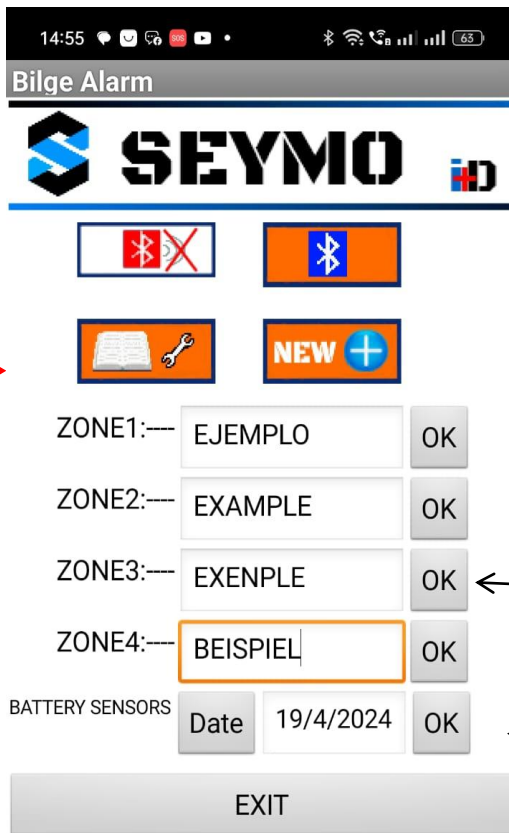 14:55 SOS 63
Bilge Alarm
SEYMO i+D
NEW
ZONE1:---- EJEMPLO OK
ZONE2:---- EXAMPLE OK
ZONE3:---- EXENPLE OK
ZONE4:---- BEISPIEL OK
BATTERY SENSORS Date 19/4/2024 OK
EXIT